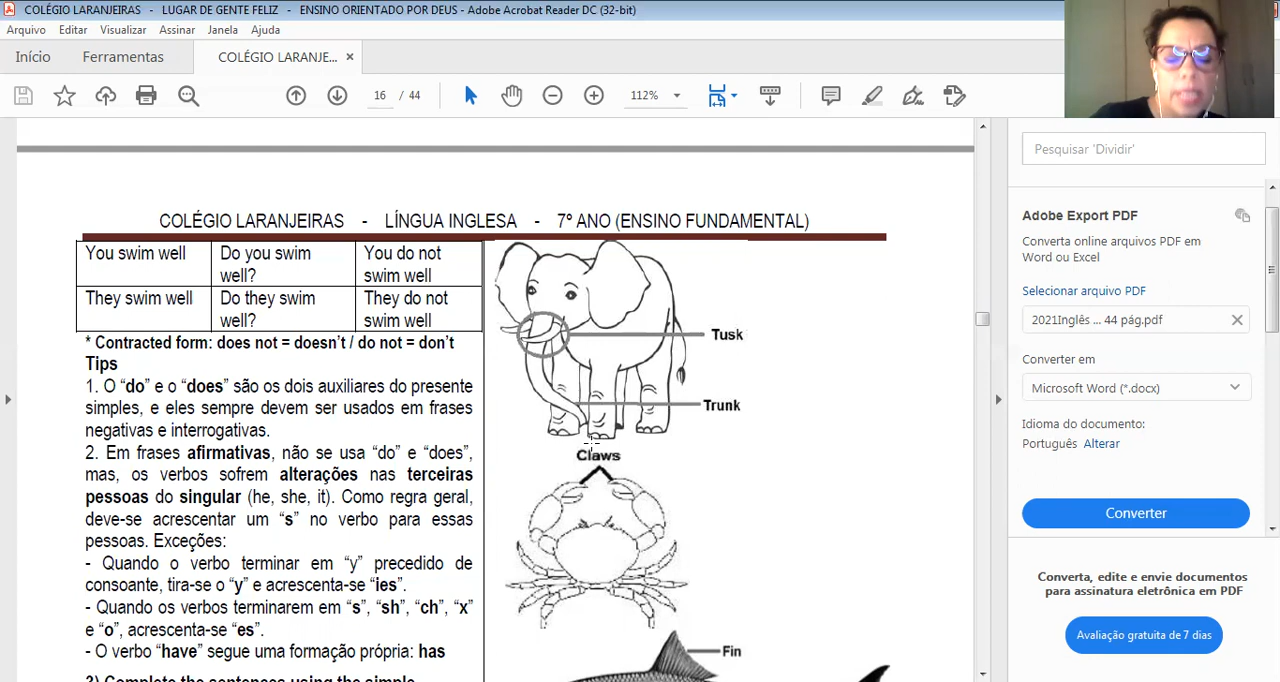 COLÉGIO LARANJEIRAS - LUGAR DE GENTE FELIZ - ENSINO ORIENTADO POR DEUS - Adobe Acrobat Reader DC (32-bit)
Arquivo Editar Visualizar Assinar Janela Ajuda
Início Ferramentas COLÉGIO LARANJE... ×
16 / 44 112%
COLÉGIO LARANJEIRAS - LÍNGUA INGLESA - 7º ANO (ENSINO FUNDAMENTAL)
You swim well Do you swim well? You do not swim well
They swim well Do they swim well? They do not swim well
* Contracted form: does not = doesn't / do not = don't
Tips
1. O “do” e o “does” são os dois auxiliares do presente
simples, e eles sempre devem ser usados em frases
negativas e interrogativas.
2. Em frases afirmativas, não se usa “do” e “does”,
mas, os verbos sofrem alterações nas terceiras
pessoas do singular (he, she, it). Como regra geral,
deve-se acrescentar um “s” no verbo para essas
pessoas. Exceções:
- Quando o verbo terminar em “y” precedido de
consoante, tira-se o “y” e acrescenta-se “ies”.
- Quando os verbos terminarem em “s”, “sh”, “ch”, “x”
e “o”, acrescenta-se “es”.
- O verbo “have” segue uma formação própria: has
3) Complete the sentences using the simple
Tusk
Trunk
Claws
Fin
Pesquisar 'Dividir'
Adobe Export PDF
Converta online arquivos PDF em
Word ou Excel
Selecionar arquivo PDF
2021Inglês ... 44 pág.pdf
Converter em
Microsoft Word (*.docx)
Idioma do documento:
Português Alterar
Converter
Converta, edite e envie documentos
para assinatura eletrônica em PDF
Avaliação gratuita de 7 dias